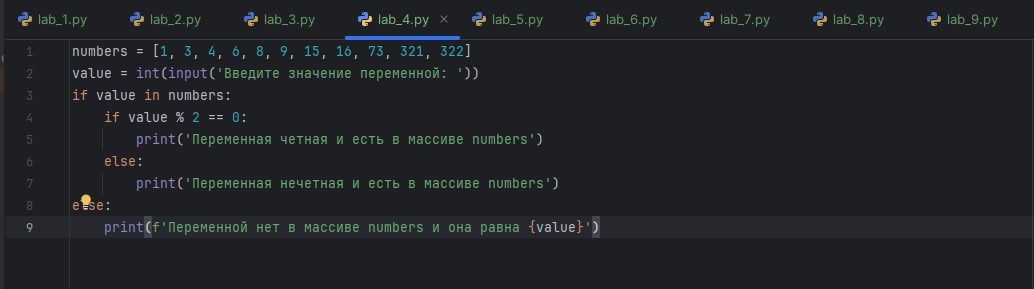 lab_1.py lab_2.py lab_3.py lab_4.py × lab_5.py lab_6.py lab_7.py lab_8.py lab_9.py
1 numbers = [1, 3, 4, 6, 8, 9, 15, 16, 73, 321, 322]
2 value = int(input('Введите значение переменной: '))
3 if value in numbers:
4 if value % 2 == 0:
5 print('Переменная четная и есть в массиве numbers')
6 else:
7 print('Переменная нечетная и есть в массиве numbers')
8 else:
9 print(f'Переменной нет в массиве numbers и она равна {value}')